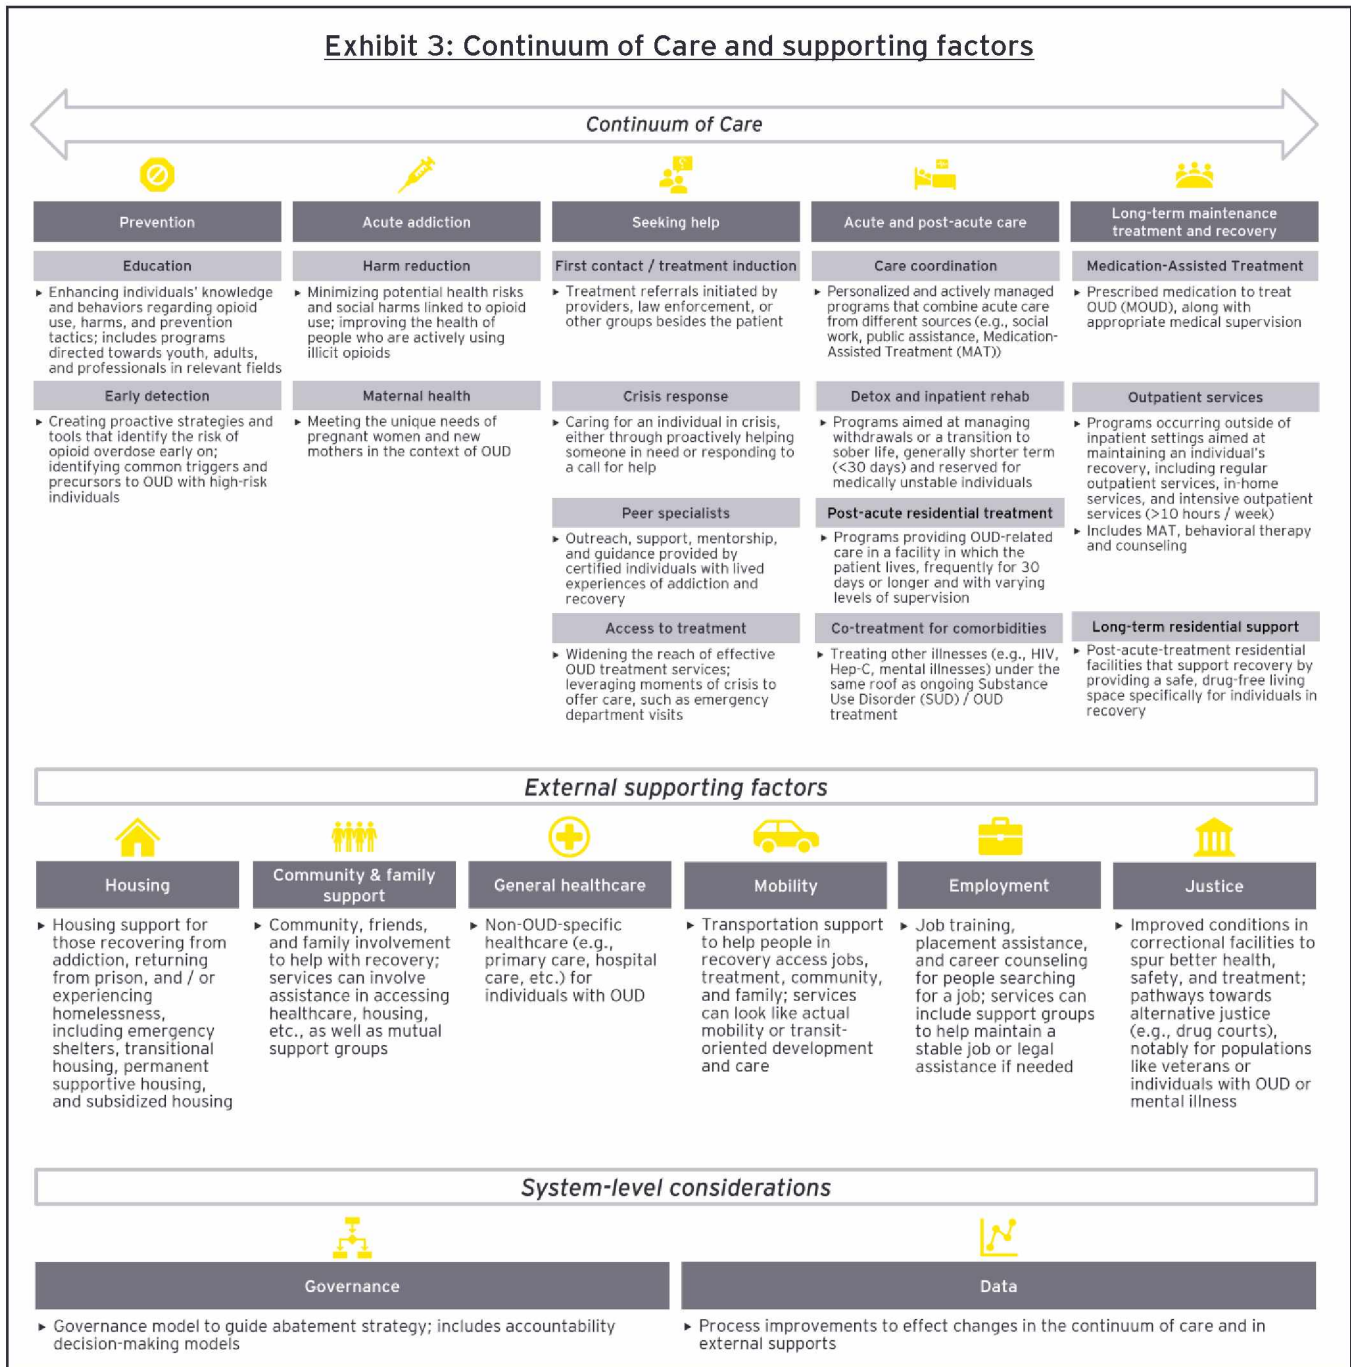 Exhibit 3: Continuum of Care and supporting factors
Continuum of Care
Prevention
Education
▸ Enhancing individuals' knowledge
and behaviors regarding opioid
use, harms, and prevention
tactics; includes programs
directed towards youth, adults,
and professionals in relevant fields
Early detection
▸ Creating proactive strategies and
tools that identify the risk of
opioid overdose early on;
identifying common triggers and
precursors to OUD with high-risk
individuals
Acute addiction
Harm reduction
▸ Minimizing potential health risks
and social harms linked to opioid
use; improving the health of
people who are actively using
illicit opioids
Maternal health
▸ Meeting the unique needs of
pregnant women and new
mothers in the context of OUD
Seeking help
First contact / treatment induction
▸ Treatment referrals initiated by
providers, law enforcement, or
other groups besides the patient
Crisis response
▸ Caring for an individual in crisis,
either through proactively helping
someone in need or responding to
a call for help
Peer specialists
▸ Outreach, support, mentorship,
and guidance provided by
certified individuals with lived
experiences of addiction and
recovery
Access to treatment
▸ Widening the reach of effective
OUD treatment services;
leveraging moments of crisis to
offer care, such as emergency
department visits
Acute and post-acute care
Care coordination
▸ Personalized and actively managed
programs that combine acute care
from different sources (e.g., social
work, public assistance, Medication-
Assisted Treatment (MAT))
Detox and inpatient rehab
▸ Programs aimed at managing
withdrawals or a transition to
sober life, generally shorter term
(<30 days) and reserved for
medically unstable individuals
Post-acute residential treatment
▸ Programs providing OUD-related
care in a facility in which the
patient lives, frequently for 30
days or longer and with varying
levels of supervision
Co-treatment for comorbidities
▸ Treating other illnesses (e.g., HIV,
Hep-C, mental illnesses) under the
same roof as ongoing Substance
Use Disorder (SUD) / OUD
treatment
Long-term maintenance
treatment and recovery
Medication-Assisted Treatment
▸ Prescribed medication to treat
OUD (MOUD), along with
appropriate medical supervision
Outpatient services
▸ Programs occurring outside of
inpatient settings aimed at
maintaining an individual's
recovery, including regular
outpatient services, in-home
services, and intensive outpatient
services (>10 hours / week)
▸ Includes MAT, behavioral therapy
and counseling
Long-term residential support
▸ Post-acute-treatment residential
facilities that support recovery by
providing a safe, drug-free living
space specifically for individuals in
recovery
External supporting factors
Housing
▸ Housing support for
those recovering from
addiction, returning
from prison, and / or
experiencing
homelessness,
including emergency
shelters, transitional
housing, permanent
supportive housing,
and subsidized housing
Community & family
support
▸ Community, friends,
and family involvement
to help with recovery;
services can involve
assistance in accessing
healthcare, housing,
etc., as well as mutual
support groups
General healthcare
▸ Non-OUD-specific
healthcare (e.g.,
primary care, hospital
care, etc.) for
individuals with OUD
Mobility
▸ Transportation support
to help people in
recovery access jobs,
treatment, community,
and family; services
can look like actual
mobility or transit-
oriented development
and care
Employment
▸ Job training,
placement assistance,
and career counseling
for people searching
for a job; services can
include support groups
to help maintain a
stable job or legal
assistance if needed
Justice
▸ Improved conditions in
correctional facilities to
spur better health,
safety, and treatment;
pathways towards
alternative justice
(e.g., drug courts),
notably for populations
like veterans or
individuals with OUD or
mental illness
System-level considerations
Governance
▸ Governance model to guide abatement strategy; includes accountability
decision-making models
Data
▸ Process improvements to effect changes in the continuum of care and in
external supports